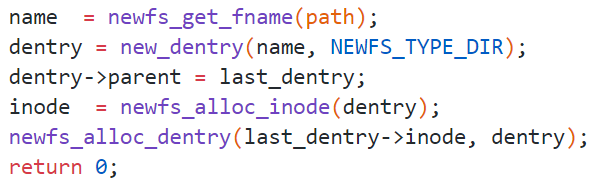 name  = newfs_get_fname(path);
dentry = new_dentry(name, NEWFS_TYPE_DIR);
dentry->parent = last_dentry;
inode  = newfs_alloc_inode(dentry);
newfs_alloc_dentry(last_dentry->inode, dentry);
return 0;